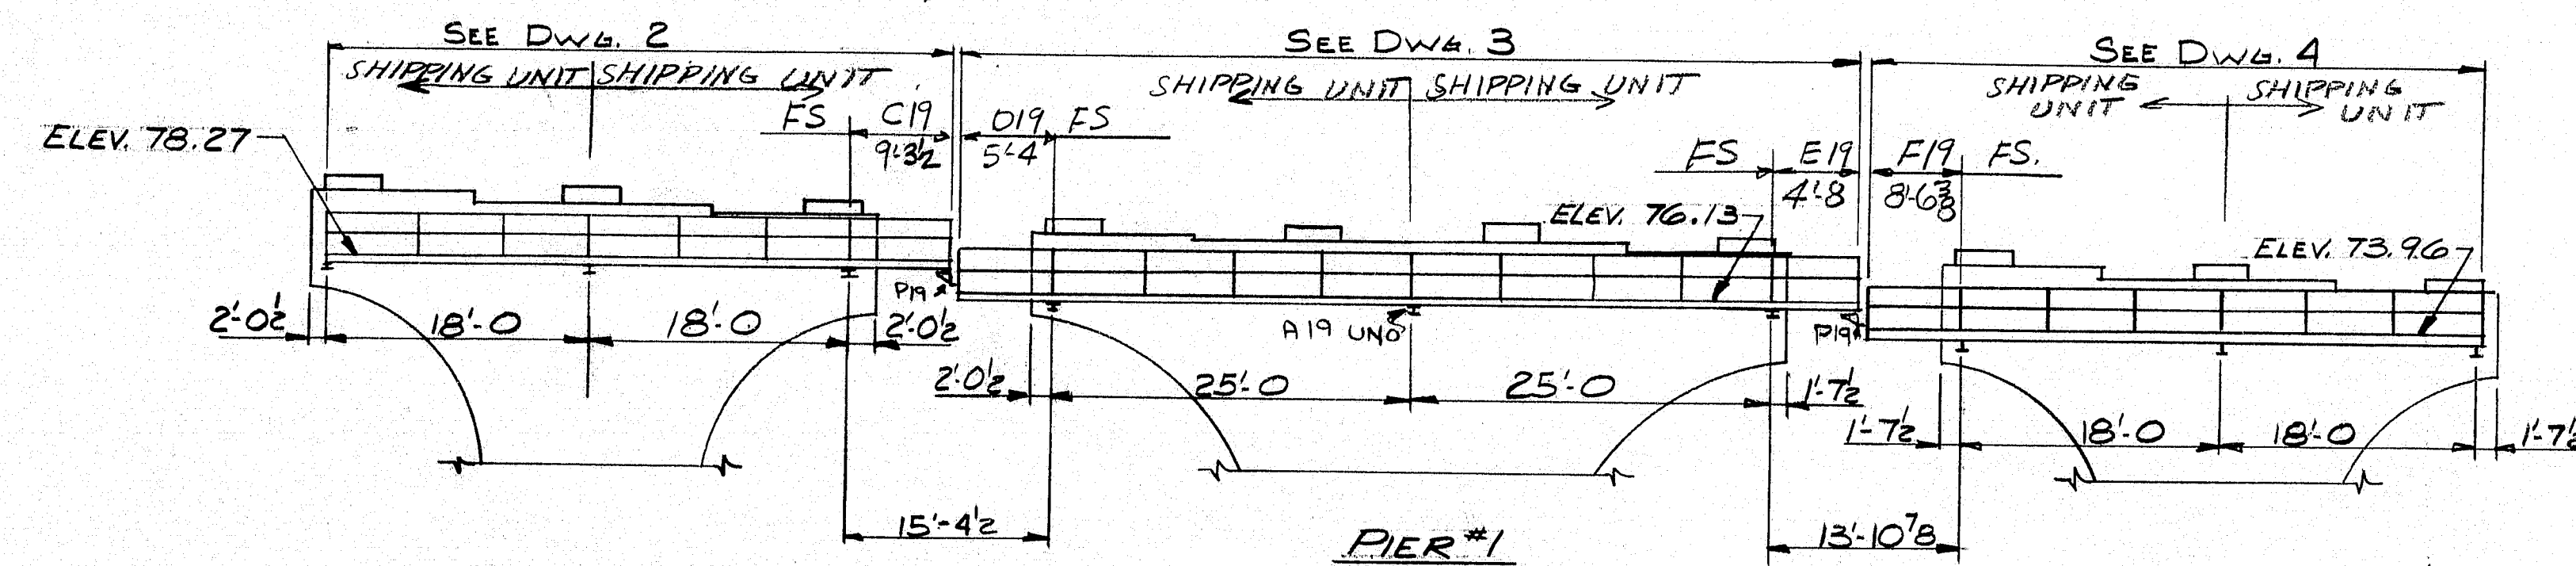 SEE DWG. 2
SEE DWG. 3
SEE DWG. 4
SHIPPING UNIT SHIPPING UNIT
SHIPPING UNIT SHIPPING UNIT
SHIPPING UNIT
SHIPPING UNIT
ELEV. 78.27
FS C19
9'-3½
D19 FS
5'-4
FS E19
4'-8
F19 FS.
8'-6⅜
ELEV. 76.13
ELEV. 73.96
P19
A19 UNO
P19
2'-0½
18'-0
18'-0
2'-0½
2'-0½
25'-0
25'-0
1'-7½
1'-7½
18'-0
18'-0
1'-7½
15'-4½
13'-10⅞
PIER #1